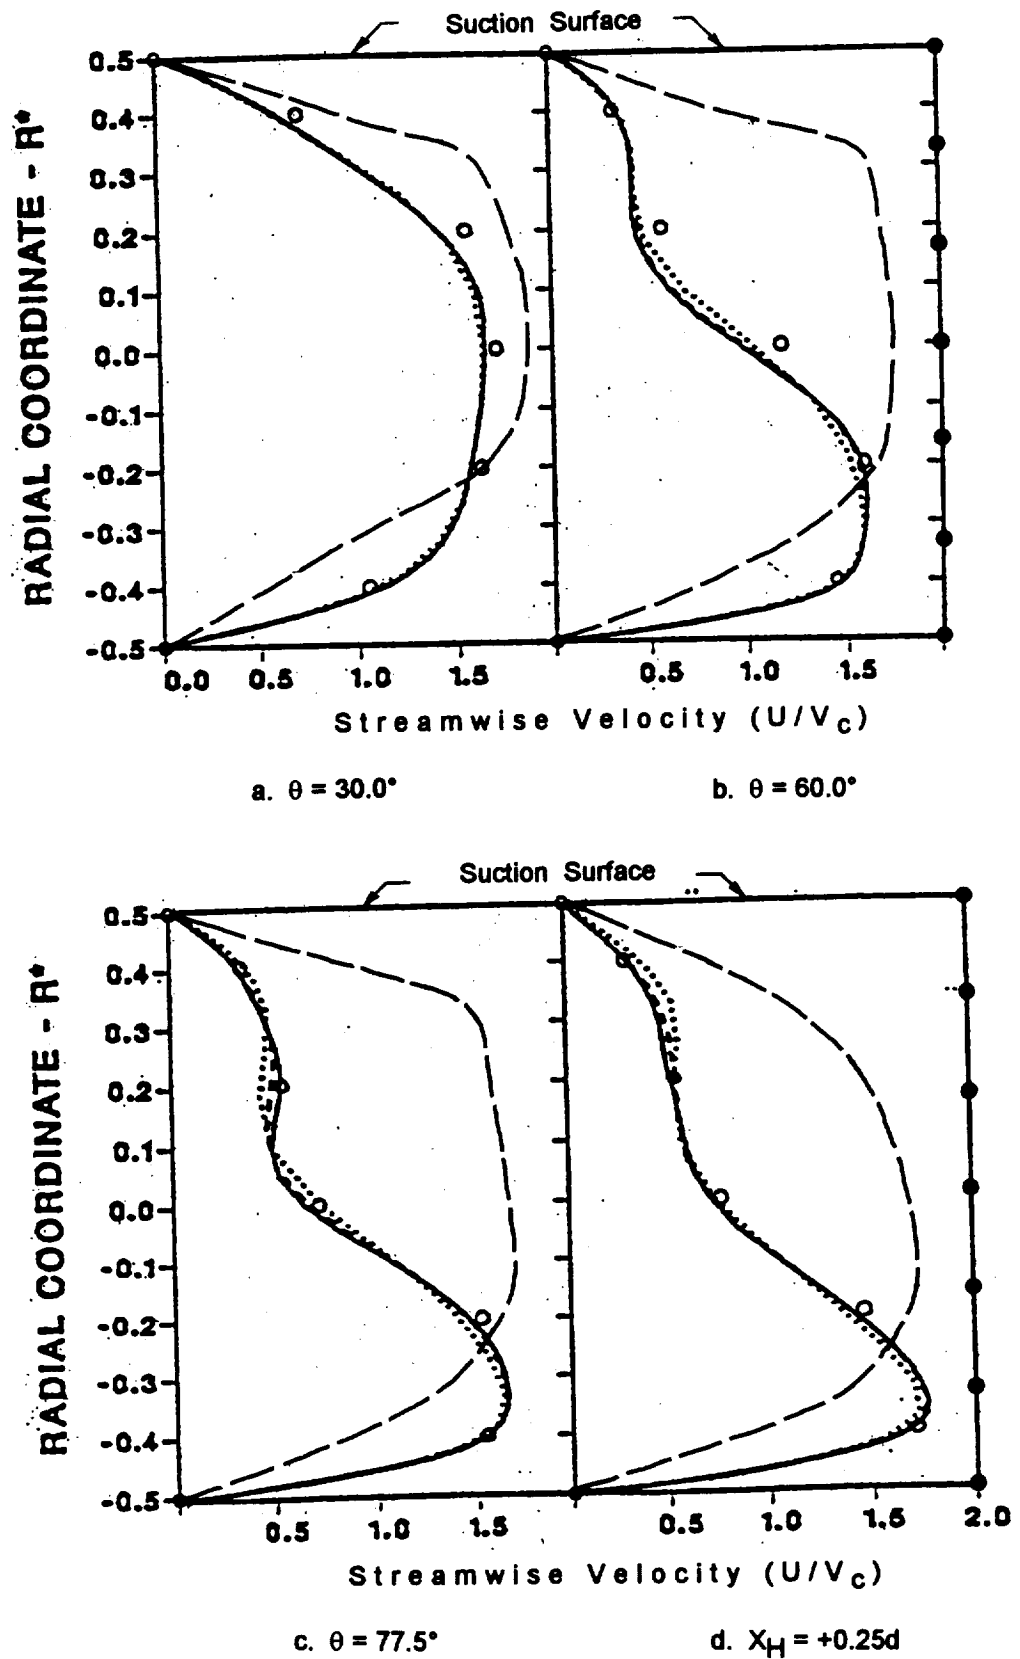 Suction Surface
RADIAL COORDINATE - R*
0.5
0.4
0.3
0.2
0.1
0.0
-0.1
-0.2
-0.3
-0.4
-0.5
0.0 0.5 1.0 1.5 0.5 1.0 1.5
Streamwise Velocity (U/Vc)
a. θ = 30.0° b. θ = 60.0°
Suction Surface
RADIAL COORDINATE - R*
0.5
0.4
0.3
0.2
0.1
0.0
-0.1
-0.2
-0.3
-0.4
-0.5
0.5 1.0 1.5 0.5 1.0 1.5 2.0
Streamwise Velocity (U/Vc)
c. θ = 77.5° d. XH = +0.25d